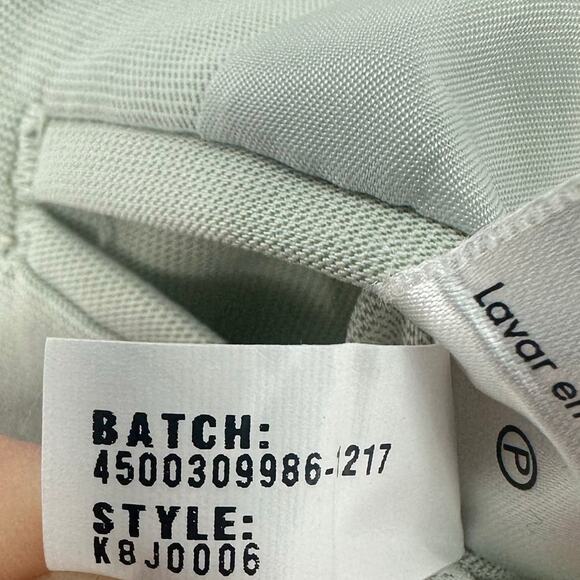 Lavar en
P
BATCH:
4500309986-1217
STYLE:
K8J0006